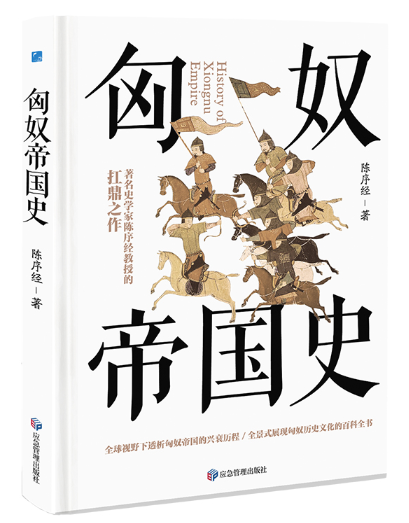 匈奴帝国史
陈序经－著
应急管理出版社
匈奴
History of
Xiongnu
Empire
著名史学家陈序经教授的
扛鼎之作
陈序经－著
帝国史
全球视野下透析匈奴帝国的兴衰历程/全景式展现匈奴历史文化的百科全书
应急管理出版社